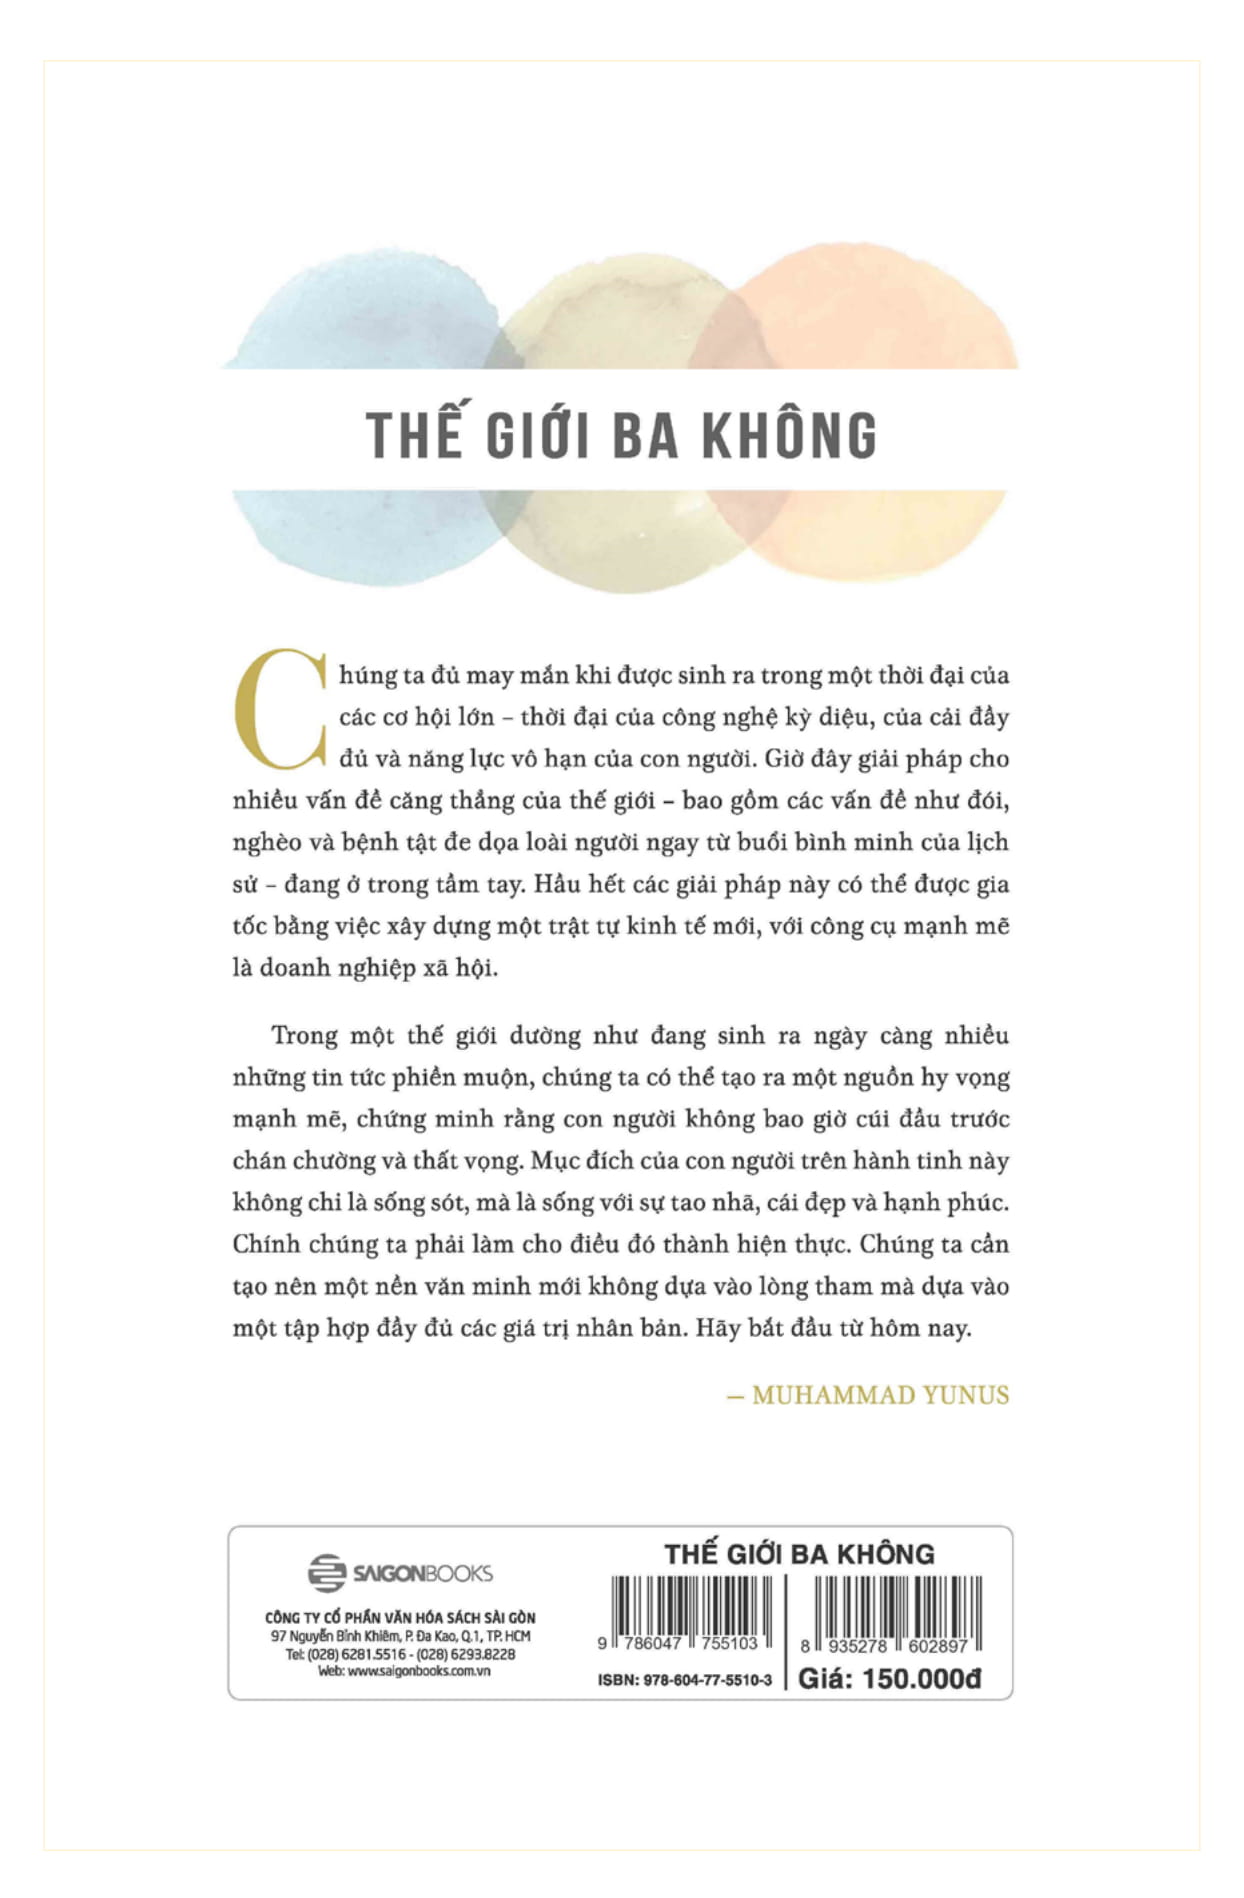 THẾ GIỚI BA KHÔNG
Chúng ta đủ may mắn khi được sinh ra trong một thời đại của
các cơ hội lớn – thời đại của công nghệ kỳ diệu, của cải đầy
đủ và năng lực vô hạn của con người. Giờ đây giải pháp cho
nhiều vấn đề căng thẳng của thế giới – bao gồm các vấn đề như đói,
nghèo và bệnh tật đe dọa loài người ngay từ buổi bình minh của lịch
sử – đang ở trong tầm tay. Hầu hết các giải pháp này có thể được gia
tốc bằng việc xây dựng một trật tự kinh tế mới, với công cụ mạnh mẽ
là doanh nghiệp xã hội.
Trong một thế giới dường như đang sinh ra ngày càng nhiều
những tin tức phiền muộn, chúng ta có thể tạo ra một nguồn hy vọng
mạnh mẽ, chứng minh rằng con người không bao giờ cúi đầu trước
chán chường và thất vọng. Mục đích của con người trên hành tinh này
không chỉ là sống sót, mà là sống với sự tao nhã, cái đẹp và hạnh phúc.
Chính chúng ta phải làm cho điều đó thành hiện thực. Chúng ta cần
tạo nên một nền văn minh mới không dựa vào lòng tham mà dựa vào
một tập hợp đầy đủ các giá trị nhân bản. Hãy bắt đầu từ hôm nay.
– MUHAMMAD YUNUS
SAIGONBOOKS
CÔNG TY CỔ PHẦN VĂN HÓA SÁCH SÀI GÒN
97 Nguyễn Bỉnh Khiêm, P. Đa Kao, Q.1, TP. HCM
Tel: (028) 6281.5516 - (028) 6293.8228
Web: www.saigonbooks.com.vn
THẾ GIỚI BA KHÔNG
9 786047 755103
ISBN: 978-604-77-5510-3
8 935278 602897
Giá: 150.000đ